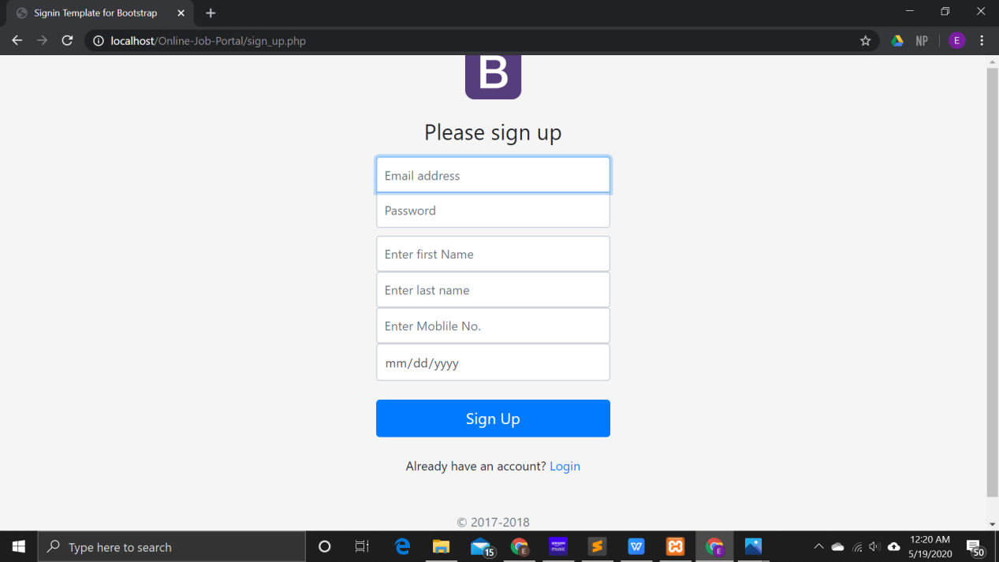 Signin Template for Bootstrap
localhost/Online-Job-Portal/sign_up.php
NP
E
B
Please sign up
Email address
Password
Enter first Name
Enter last name
Enter Moblile No.
mm/dd/yyyy
Sign Up
Already have an account? Login
© 2017-2018
Type here to search
15
E
amazon music
W
E
12:20 AM
5/19/2020
50